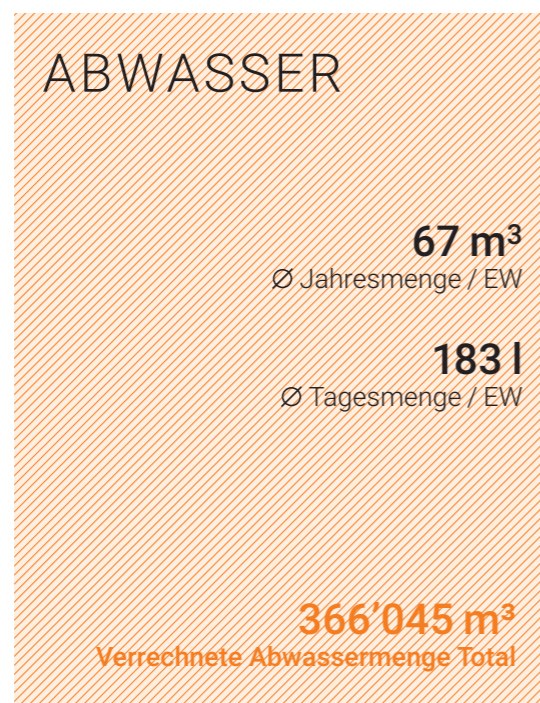 ABWASSER
67 m³
Ø Jahresmenge / EW
183 l
Ø Tagesmenge / EW
366’045 m³
Verrechnete Abwassermenge Total